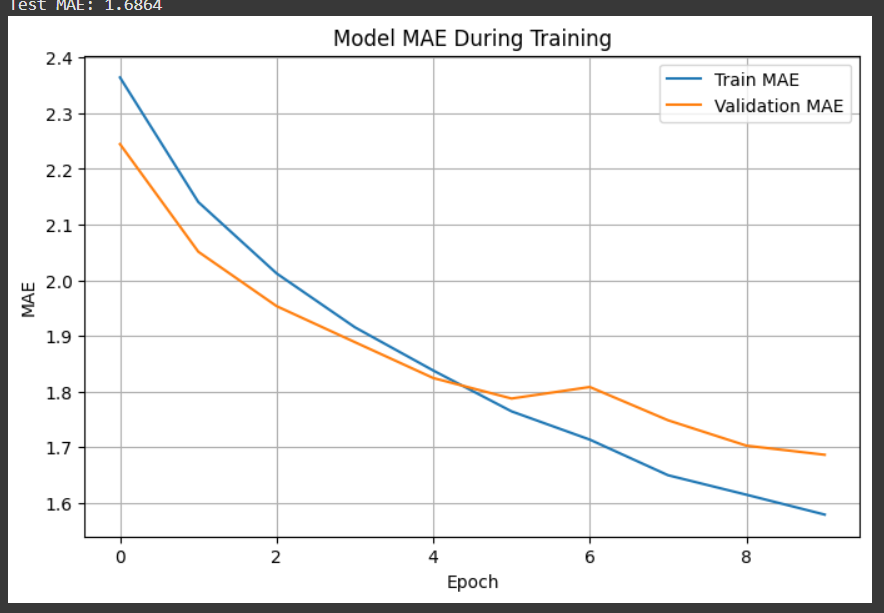 Test MAE: 1.6864
Model MAE During Training
Train MAE
Validation MAE
2.4
2.3
2.2
2.1
2.0
1.9
1.8
1.7
1.6
MAE
0
2
4
6
8
Epoch